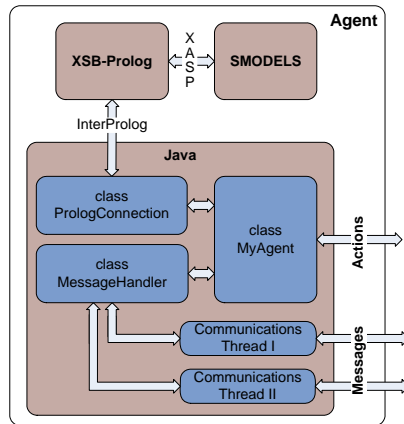 Agent
XSB-Prolog
XASP
SMODELS
InterProlog
Java
class
PrologConnection
class
MyAgent
class
MessageHandler
Actions
Communications
Thread I
Messages
Communications
Thread II